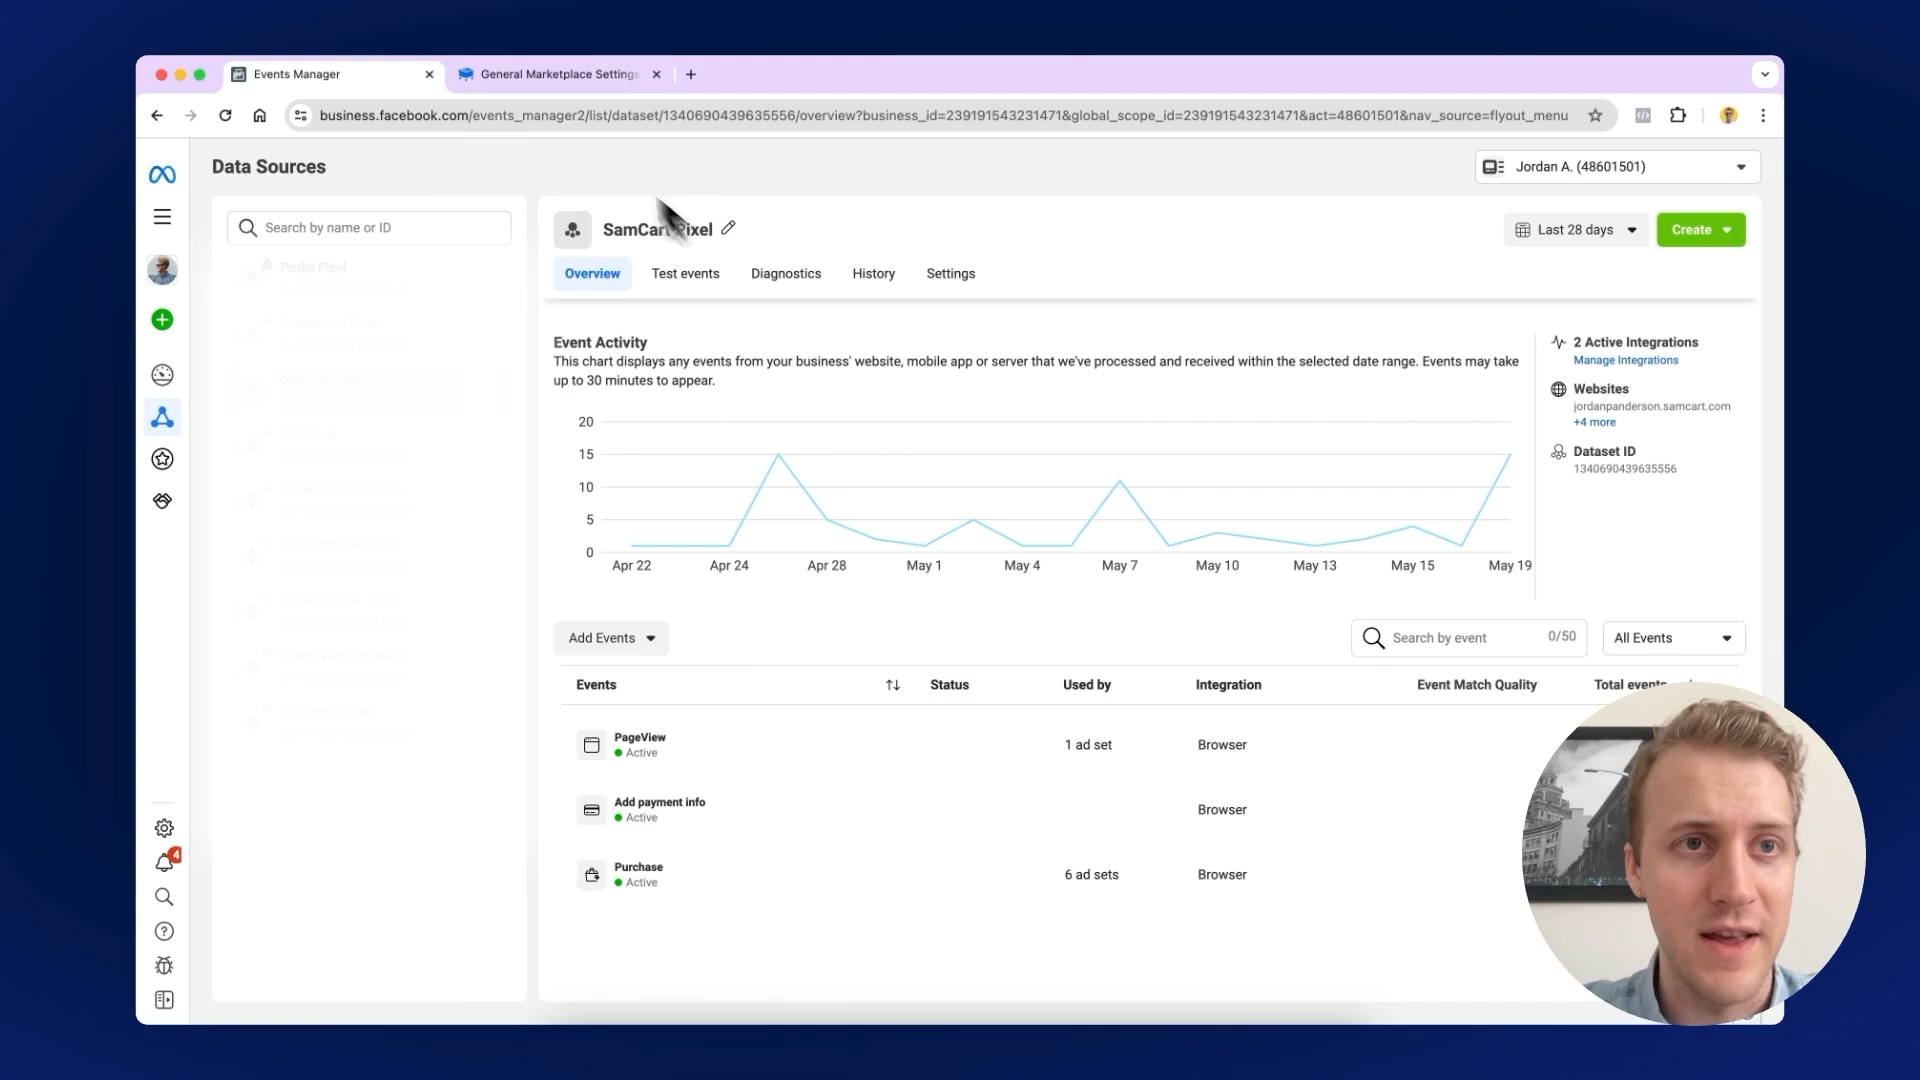 Events Manager
General Marketplace Settings
business.facebook.com/events_manager2/list/dataset/1340690439635556/overview?business_id=239191543231471&global_scope_id=239191543231471&act=48601501&nav_source=flyout_menu
Data Sources
Jordan A. (48601501)
Search by name or ID
Podia Pixel
SamCart Pixel
Last 28 days
Create
Overview
Test events
Diagnostics
History
Settings
Event Activity
This chart displays any events from your business' website, mobile app or server that we've processed and received within the selected date range. Events may take
up to 30 minutes to appear.
2 Active Integrations
Manage Integrations
Websites
jordanpanderson.samcart.com
+4 more
Dataset ID
1340690439635556
20
15
10
5
0
Apr 22
Apr 24
Apr 28
May 1
May 4
May 7
May 10
May 13
May 15
May 19
Add Events
Search by event
0/50
All Events
Events
Status
Used by
Integration
Event Match Quality
Total events
PageView
Active
1 ad set
Browser
Add payment info
Active
Browser
Purchase
Active
6 ad sets
Browser
4